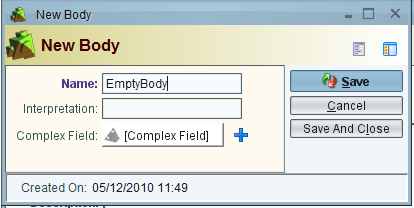 New Body
New Body
Name: EmptyBody
Save
Interpretation:
Cancel
Complex Field: [Complex Field]
Save And Close
Created On: 05/12/2010 11:49